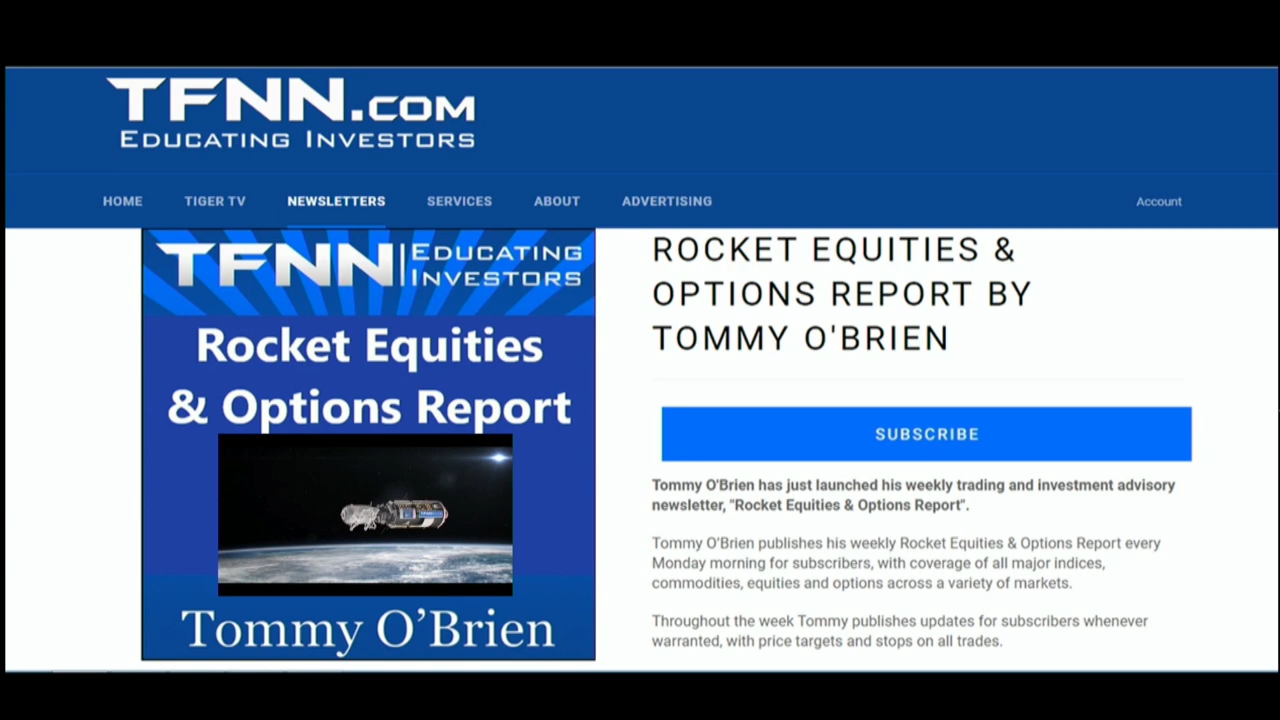 TFNN.COM
EDUCATING INVESTORS
HOME TIGER TV NEWSLETTERS SERVICES ABOUT ADVERTISING Account
TFNN EDUCATING
INVESTORS
Rocket Equities
& Options Report
Tommy O’Brien
ROCKET EQUITIES &
OPTIONS REPORT BY
TOMMY O'BRIEN
SUBSCRIBE
Tommy O'Brien has just launched his weekly trading and investment advisory
newsletter, "Rocket Equities & Options Report".
Tommy O'Brien publishes his weekly Rocket Equities & Options Report every
Monday morning for subscribers, with coverage of all major indices,
commodities, equities and options across a variety of markets.
Throughout the week Tommy publishes updates for subscribers whenever
warranted, with price targets and stops on all trades.